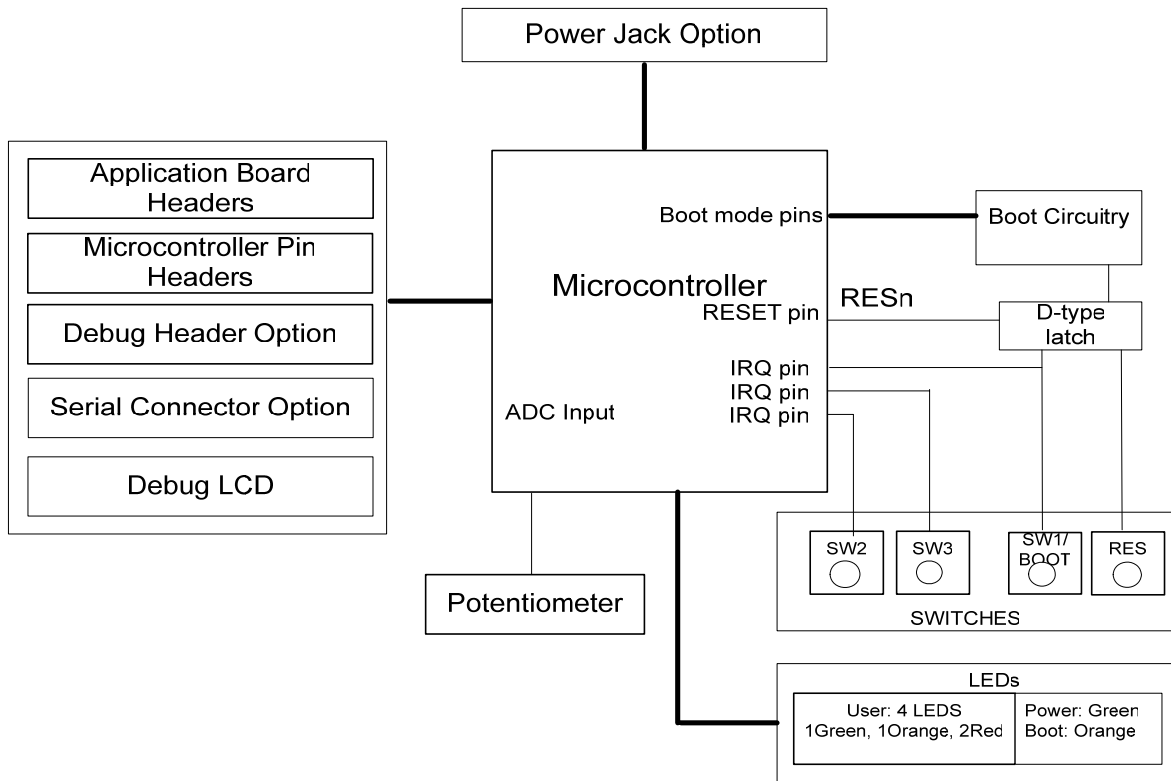 Power Jack Option
Application Board
Headers
Microcontroller Pin
Headers
Debug Header Option
Serial Connector Option
Debug LCD
Boot mode pins
Microcontroller
RESET pin
IRQ pin
IRQ pin
IRQ pin
ADC Input
RESn
Boot Circuitry
D-type
latch
Potentiometer
SW2
SW3
SW1/
BOOT
RES
SWITCHES
LEDs
User: 4 LEDS
1Green, 1Orange, 2Red
Power: Green
Boot: Orange